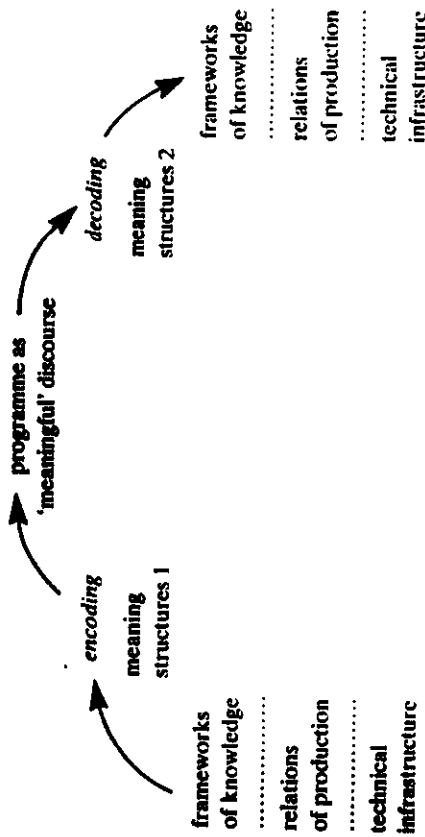 programme as
'meaningful' discourse
encoding
meaning
structures 1
decoding
meaning
structures 2
frameworks
of knowledge
..............
relations
of production
..............
technical
infrastructure
frameworks
of knowledge
..............
relations
of production
..............
technical
infrastructure